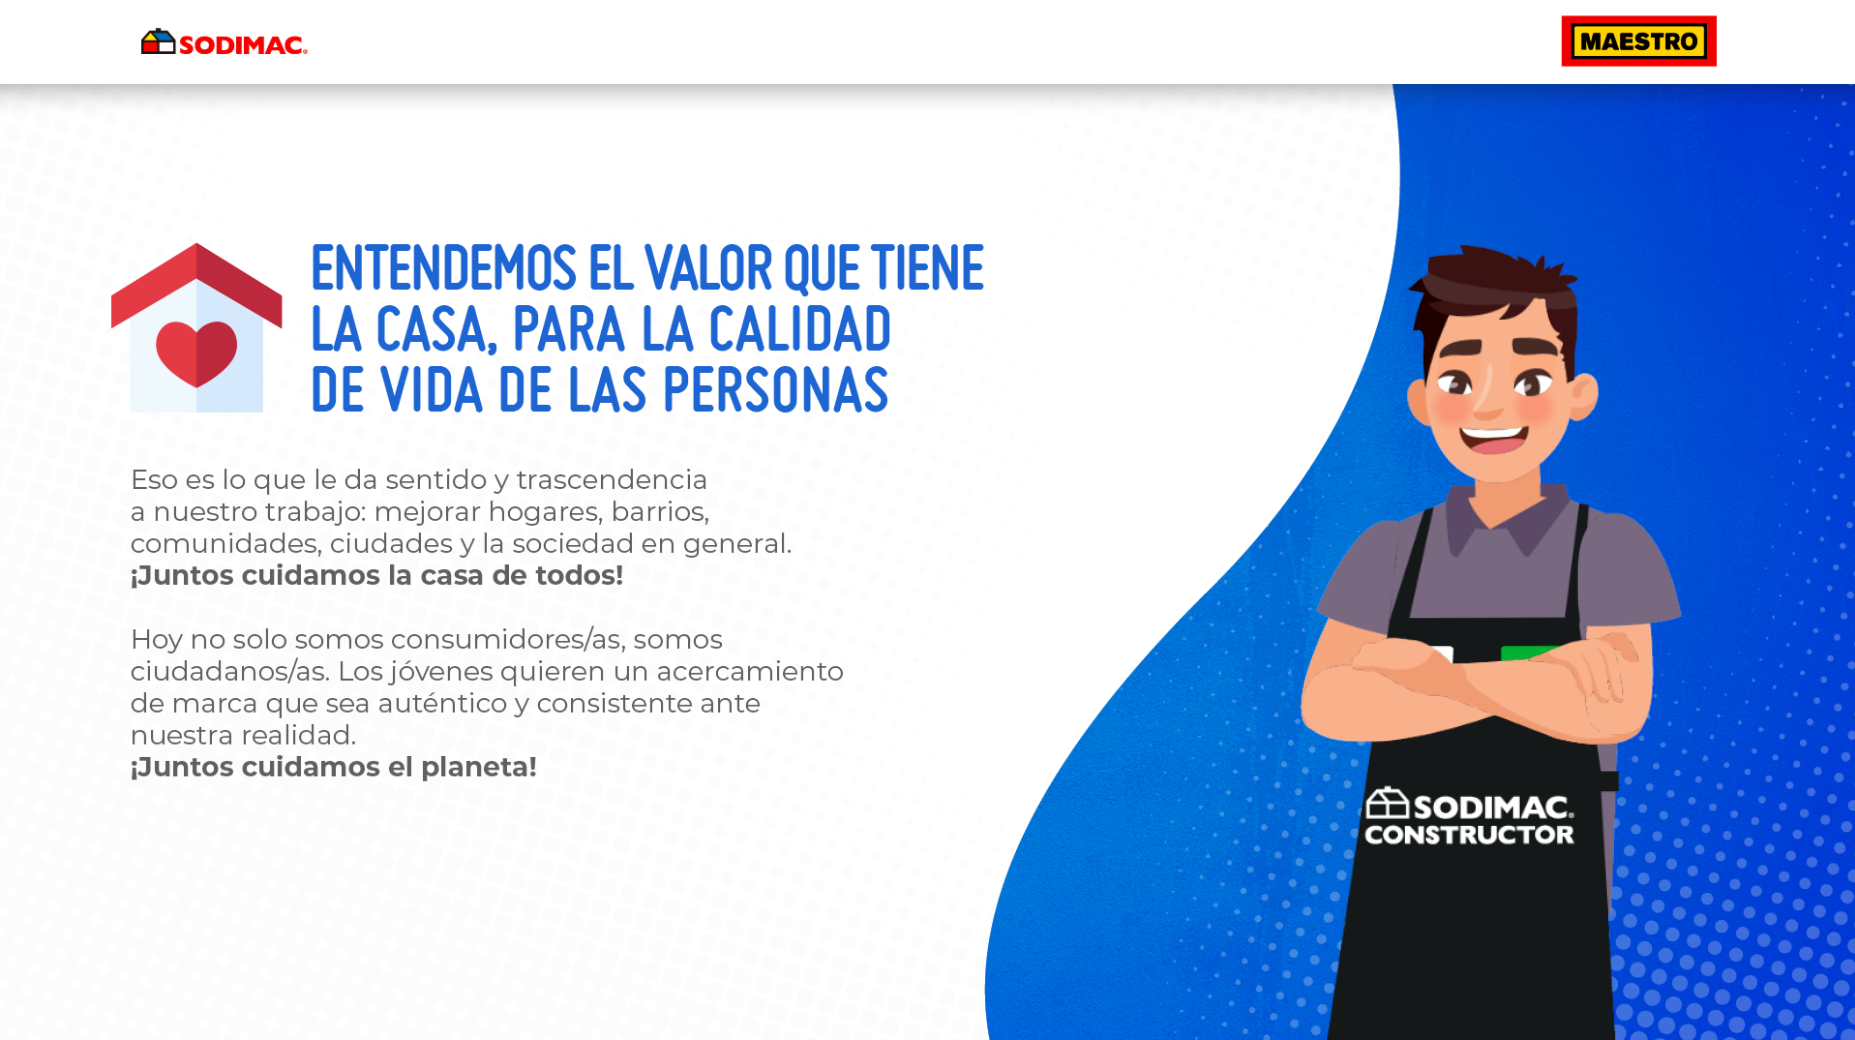 SODIMAC®
MAESTRO
ENTENDEMOS EL VALOR QUE TIENE
LA CASA, PARA LA CALIDAD
DE VIDA DE LAS PERSONAS
Eso es lo que le da sentido y trascendencia
a nuestro trabajo: mejorar hogares, barrios,
comunidades, ciudades y la sociedad en general.
¡Juntos cuidamos la casa de todos!
Hoy no solo somos consumidores/as, somos
ciudadanos/as. Los jóvenes quieren un acercamiento
de marca que sea auténtico y consistente ante
nuestra realidad.
¡Juntos cuidamos el planeta!
SODIMAC®
CONSTRUCTOR